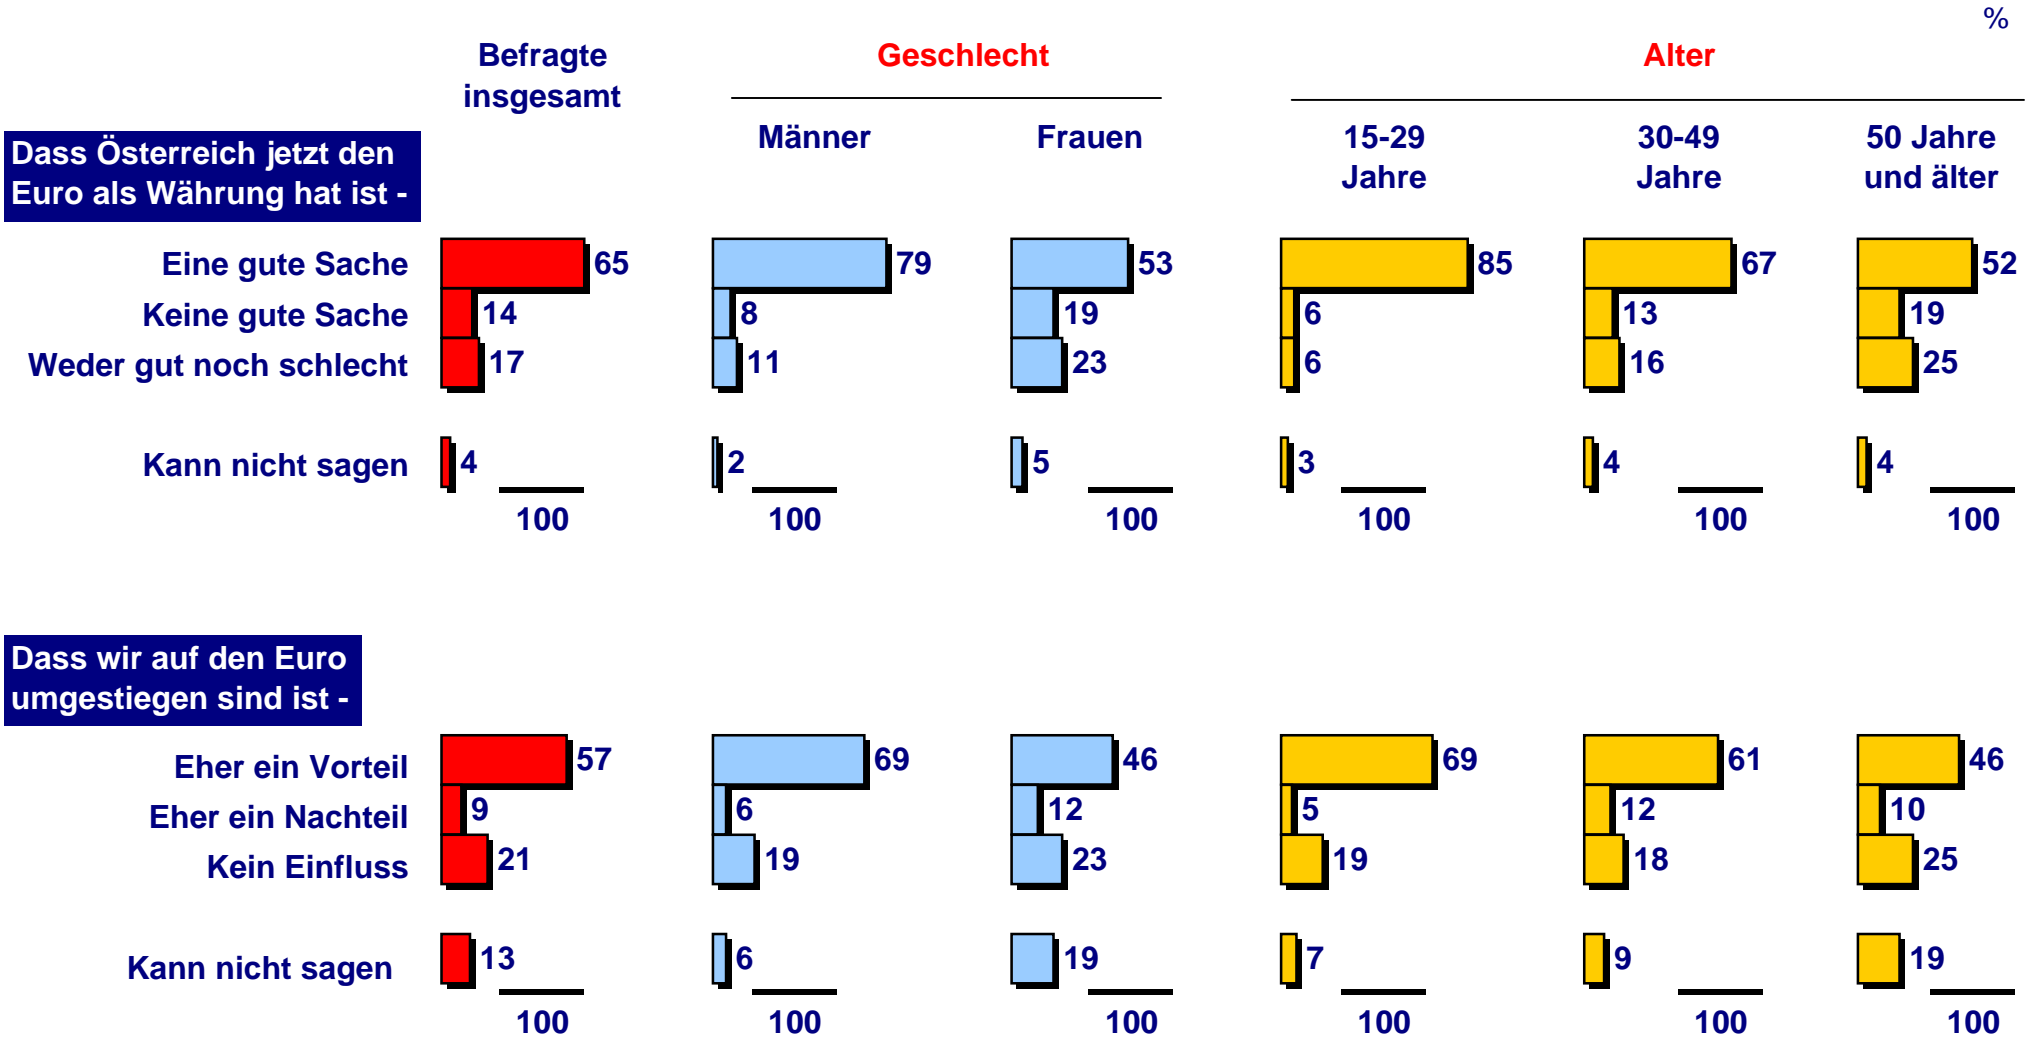 %
Befragte
insgesamt
Geschlecht
Alter
Männer
Frauen
15-29
Jahre
30-49
Jahre
50 Jahre
und älter
Dass Österreich jetzt den
Euro als Währung hat ist -
Eine gute Sache 65 79 53 85 67 52
Keine gute Sache 14 8 19 6 13 19
Weder gut noch schlecht 17 11 23 6 16 25
Kann nicht sagen 4 2 5 3 4 4
100 100 100 100 100 100
Dass wir auf den Euro
umgestiegen sind ist -
Eher ein Vorteil 57 69 46 69 61 46
Eher ein Nachteil 9 6 12 5 12 10
Kein Einfluss 21 19 23 19 18 25
Kann nicht sagen 13 6 19 7 9 19
100 100 100 100 100 100